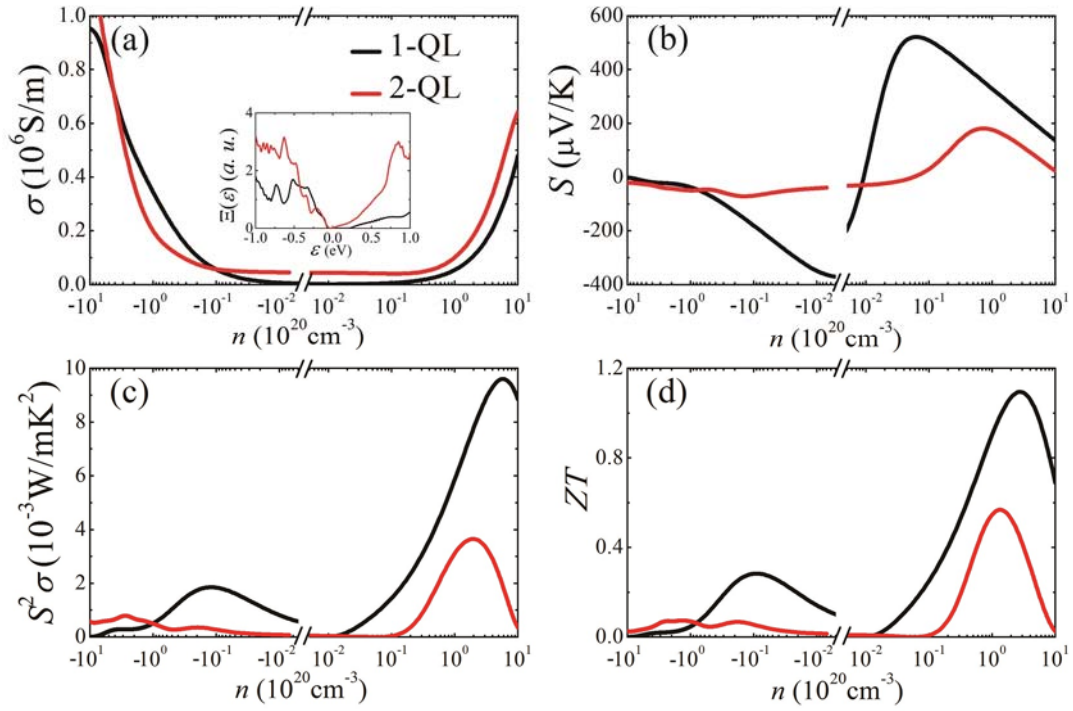 (a)
1-QL
2-QL
σ (10⁶S/m)
1.0
0.8
0.6
0.4
0.2
0.0
Ξ(ε) (a. u.)
4
2
0
-1.0 -0.5 0.0 0.5 1.0
ε (eV)
-10¹ -10⁰ -10⁻¹ -10⁻² 10⁻² 10⁻¹ 10⁰ 10¹
n (10²⁰cm⁻³)
(b)
S (μV/K)
600
400
200
0
-200
-400
-10¹ -10⁰ -10⁻¹ -10⁻² 10⁻² 10⁻¹ 10⁰ 10¹
n (10²⁰cm⁻³)
(c)
S² σ (10⁻³W/mK²)
10
8
6
4
2
0
-10¹ -10⁰ -10⁻¹ -10⁻² 10⁻² 10⁻¹ 10⁰ 10¹
n (10²⁰cm⁻³)
(d)
ZT
1.2
0.8
0.4
0.0
-10¹ -10⁰ -10⁻¹ -10⁻² 10⁻² 10⁻¹ 10⁰ 10¹
n (10²⁰cm⁻³)